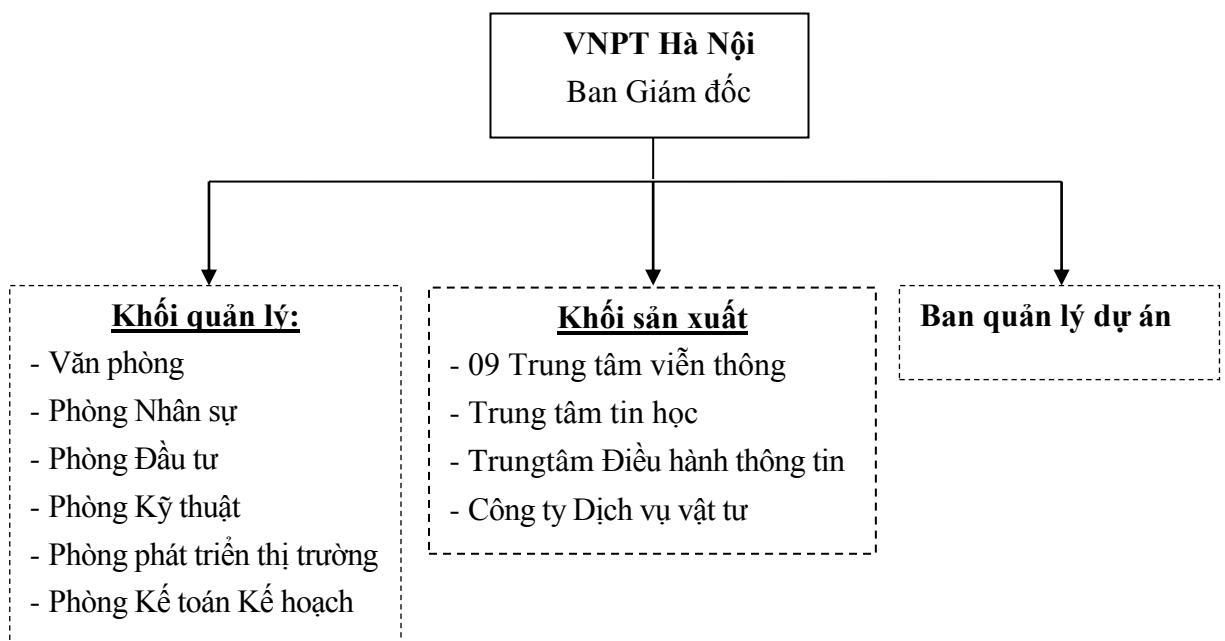 VNPT Hà Nội
Ban Giám đốc
Khối quản lý:
- Văn phòng
- Phòng Nhân sự
- Phòng Đầu tư
- Phòng Kỹ thuật
- Phòng phát triển thị trường
- Phòng Kế toán Kế hoạch
Khối sản xuất
- 09 Trung tâm viễn thông
- Trung tâm tin học
- Trungtâm Điều hành thông tin
- Công ty Dịch vụ vật tư
Ban quản lý dự án